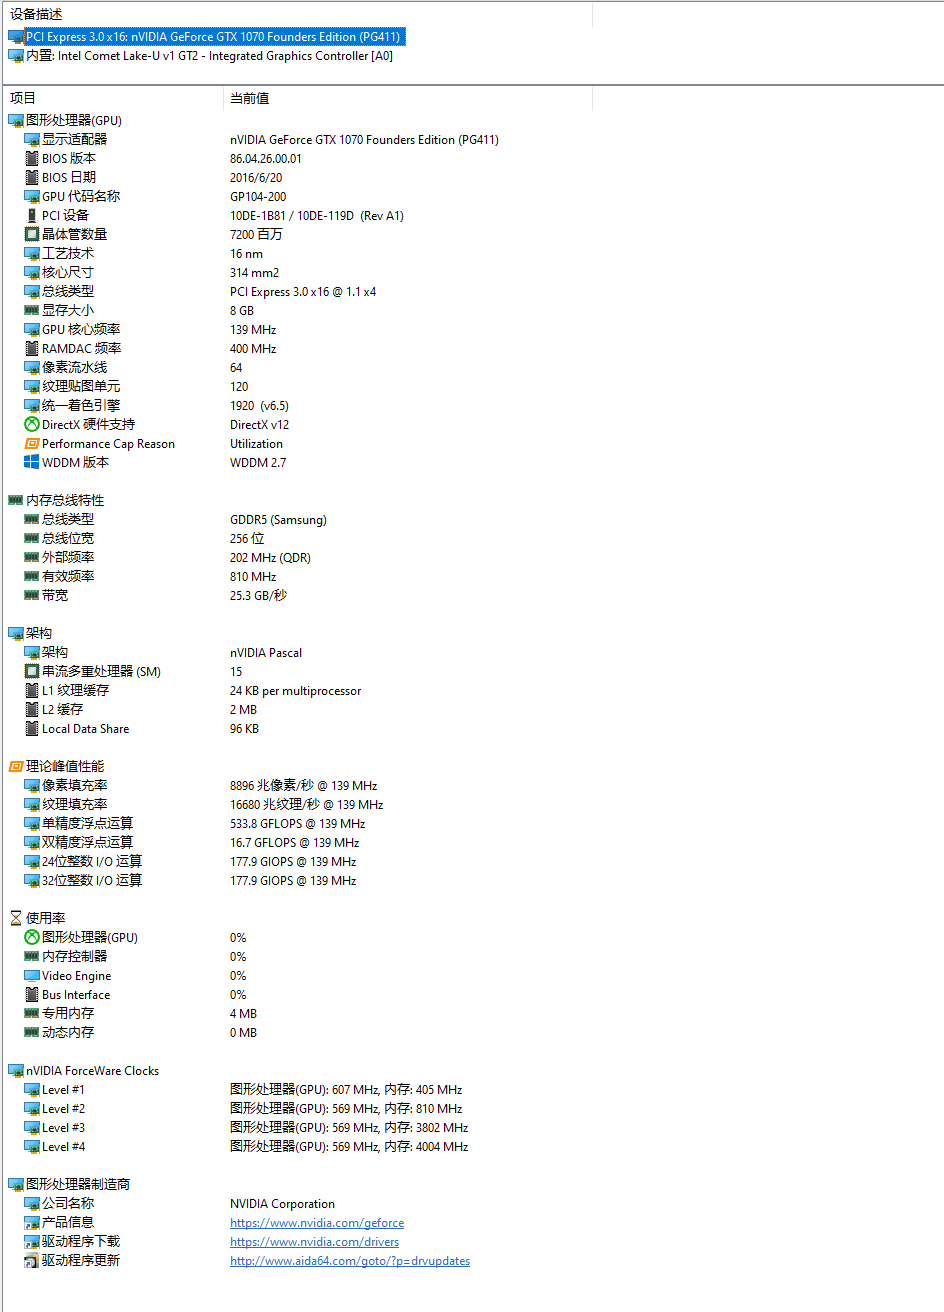 设备描述
PCI Express 3.0 x16: nVIDIA GeForce GTX 1070 Founders Edition (PG411)
内置: Intel Comet Lake-U v1 GT2 - Integrated Graphics Controller [A0]
项目 当前值
图形处理器(GPU)
显示适配器 nVIDIA GeForce GTX 1070 Founders Edition (PG411)
BIOS 版本 86.04.26.00.01
BIOS 日期 2016/6/20
GPU 代码名称 GP104-200
PCI 设备 10DE-1B81 / 10DE-119D (Rev A1)
晶体管数量 7200 百万
工艺技术 16 nm
核心尺寸 314 mm2
总线类型 PCI Express 3.0 x16 @ 1.1 x4
显存大小 8 GB
GPU 核心频率 139 MHz
RAMDAC 频率 400 MHz
像素流水线 64
纹理贴图单元 120
统一着色引擎 1920 (v6.5)
DirectX 硬件支持 DirectX v12
Performance Cap Reason Utilization
WDDM 版本 WDDM 2.7
内存总线特性
总线类型 GDDR5 (Samsung)
总线位宽 256 位
外部频率 202 MHz (QDR)
有效频率 810 MHz
带宽 25.3 GB/秒
架构
架构 nVIDIA Pascal
串流多重处理器 (SM) 15
L1 纹理缓存 24 KB per multiprocessor
L2 缓存 2 MB
Local Data Share 96 KB
理论峰值性能
像素填充率 8896 兆像素/秒 @ 139 MHz
纹理填充率 16680 兆纹理/秒 @ 139 MHz
单精度浮点运算 533.8 GFLOPS @ 139 MHz
双精度浮点运算 16.7 GFLOPS @ 139 MHz
24位整数 I/O 运算 177.9 GIOPS @ 139 MHz
32位整数 I/O 运算 177.9 GIOPS @ 139 MHz
使用率
图形处理器(GPU) 0%
内存控制器 0%
Video Engine 0%
Bus Interface 0%
专用内存 4 MB
动态内存 0 MB
nVIDIA ForceWare Clocks
Level #1 图形处理器(GPU): 607 MHz, 内存: 405 MHz
Level #2 图形处理器(GPU): 569 MHz, 内存: 810 MHz
Level #3 图形处理器(GPU): 569 MHz, 内存: 3802 MHz
Level #4 图形处理器(GPU): 569 MHz, 内存: 4004 MHz
图形处理器制造商
公司名称 NVIDIA Corporation
产品信息 https://www.nvidia.com/geforce
驱动程序下载 https://www.nvidia.com/drivers
驱动程序更新 http://www.aida64.com/goto/?p=drvupdates